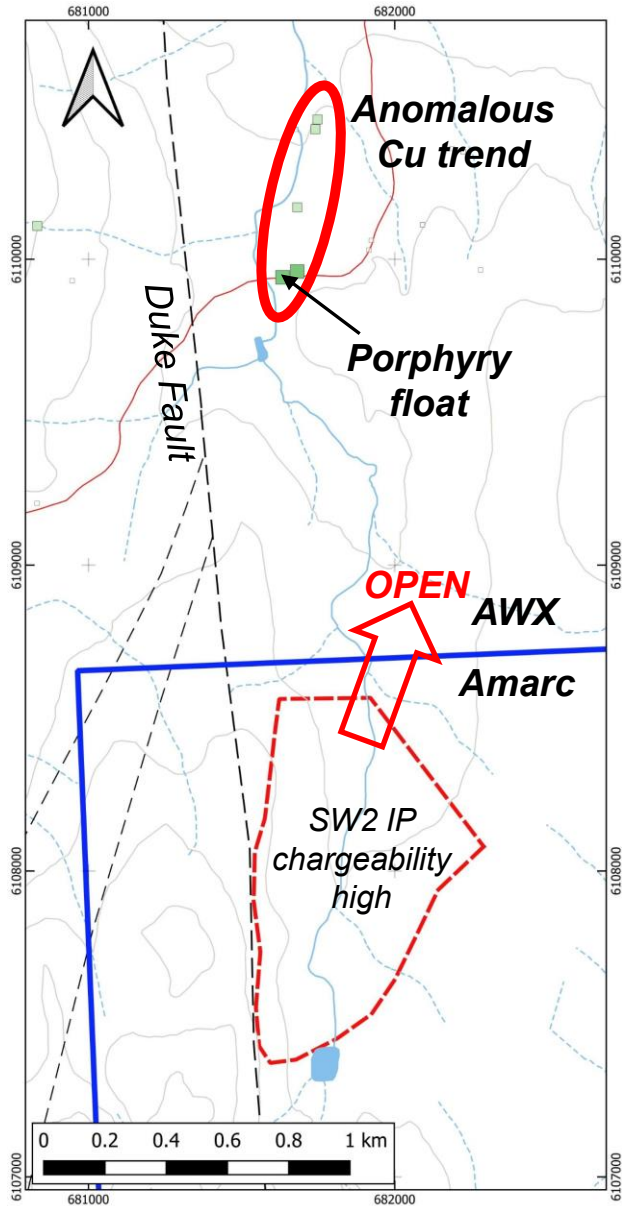 681000
682000
Anomalous
Cu trend
6110000
6110000
Duke Fault
Porphyry
float
6109000
6109000
OPEN
AWX
Amarc
SW2 IP
chargeability
high
6108000
6108000
0 0.2 0.4 0.6 0.8 1 km
6107000
6107000
681000
682000